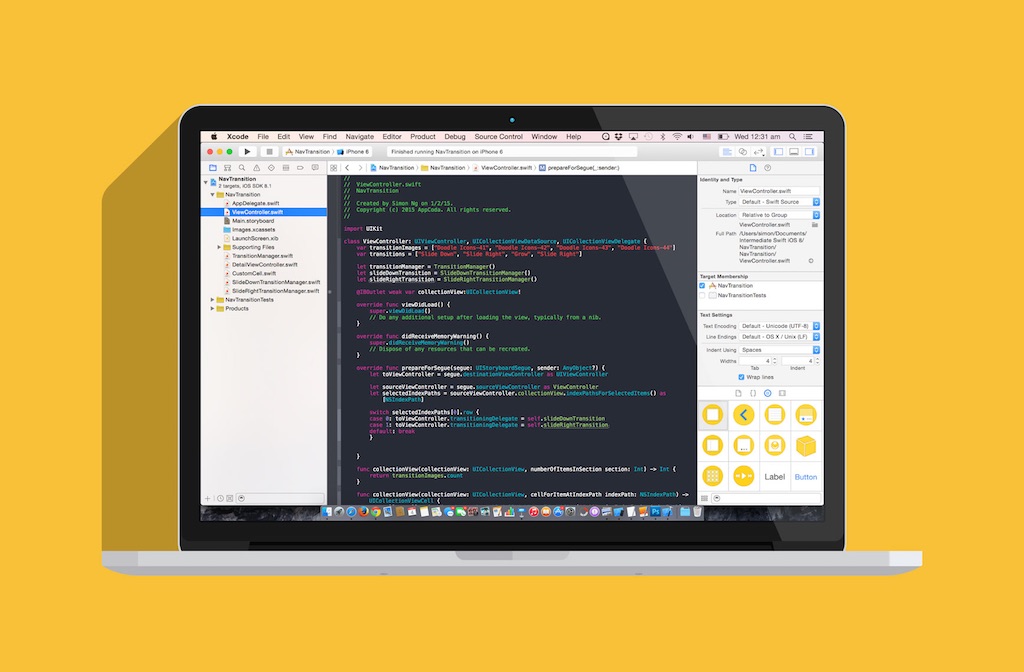 Xcode File Edit View Find Navigate Editor Product Debug Source Control Window Help Wed 12:31 am
NavTransition iPhone 6 Finished running NavTransition on iPhone 6
NavTransition NavTransition ViewController.swift prepareForSegue(_:sender:)
NavTransition
2 targets, iOS SDK 8.1
NavTransition
AppDelegate.swift
ViewController.swift
Main.storyboard
Images.xcassets
LaunchScreen.xib
Supporting Files
TransitionManager.swift
DetailViewController.swift
CustomCell.swift
SlideDownTransitionManager.swift
SlideRightTransitionManager.swift
NavTransitionTests
Products
//
// ViewController.swift
// NavTransition
//
// Created by Simon Ng on 1/2/15.
// Copyright (c) 2015 AppCoda. All rights reserved.
//
import UIKit
class ViewController: UIViewController, UICollectionViewDataSource, UICollectionViewDelegate {
var transitionImages = ["Doodle Icons-41", "Doodle Icons-42", "Doodle Icons-43", "Doodle Icons-44"]
var transitions = ["Slide Down", "Slide Right", "Grow", "Slide Right"]
let transitionManager = TransitionManager()
let slideDownTransition = SlideDownTransitionManager()
let slideRightTransition = SlideRightTransitionManager()
@IBOutlet weak var collectionView:UICollectionView!
override func viewDidLoad() {
super.viewDidLoad()
// Do any additional setup after loading the view, typically from a nib.
}
override func didReceiveMemoryWarning() {
super.didReceiveMemoryWarning()
// Dispose of any resources that can be recreated.
}
override func prepareForSegue(segue: UIStoryboardSegue, sender: AnyObject?) {
let toViewController = segue.destinationViewController as UIViewController
let sourceViewController = segue.sourceViewController as ViewController
let selectedIndexPaths = sourceViewController.collectionView.indexPathsForSelectedItems() as
[NSIndexPath]
switch selectedIndexPaths[0].row {
case 0: toViewController.transitioningDelegate = self.slideDownTransition
case 1: toViewController.transitioningDelegate = self.slideRightTransition
default: break
}
}
func collectionView(collectionView: UICollectionView, numberOfItemsInSection section: Int) -> Int {
return transitionImages.count
}
func collectionView(collectionView: UICollectionView, cellForItemAtIndexPath indexPath: NSIndexPath) ->
UICollectionViewCell {
Identity and Type
Name ViewController.swift
Type Default - Swift Source
Location Relative to Group
ViewController.swift
Full Path /Users/simon/Documents/
Intermediate Swift iOS 8/
NavTransition/
NavTransition/
ViewController.swift
Target Membership
NavTransition
NavTransitionTests
Text Settings
Text Encoding Default - Unicode (UTF-8)
Line Endings Default - OS X / Unix (LF)
Indent Using Spaces
Widths 4 4
Tab Indent
Wrap lines
Label Button